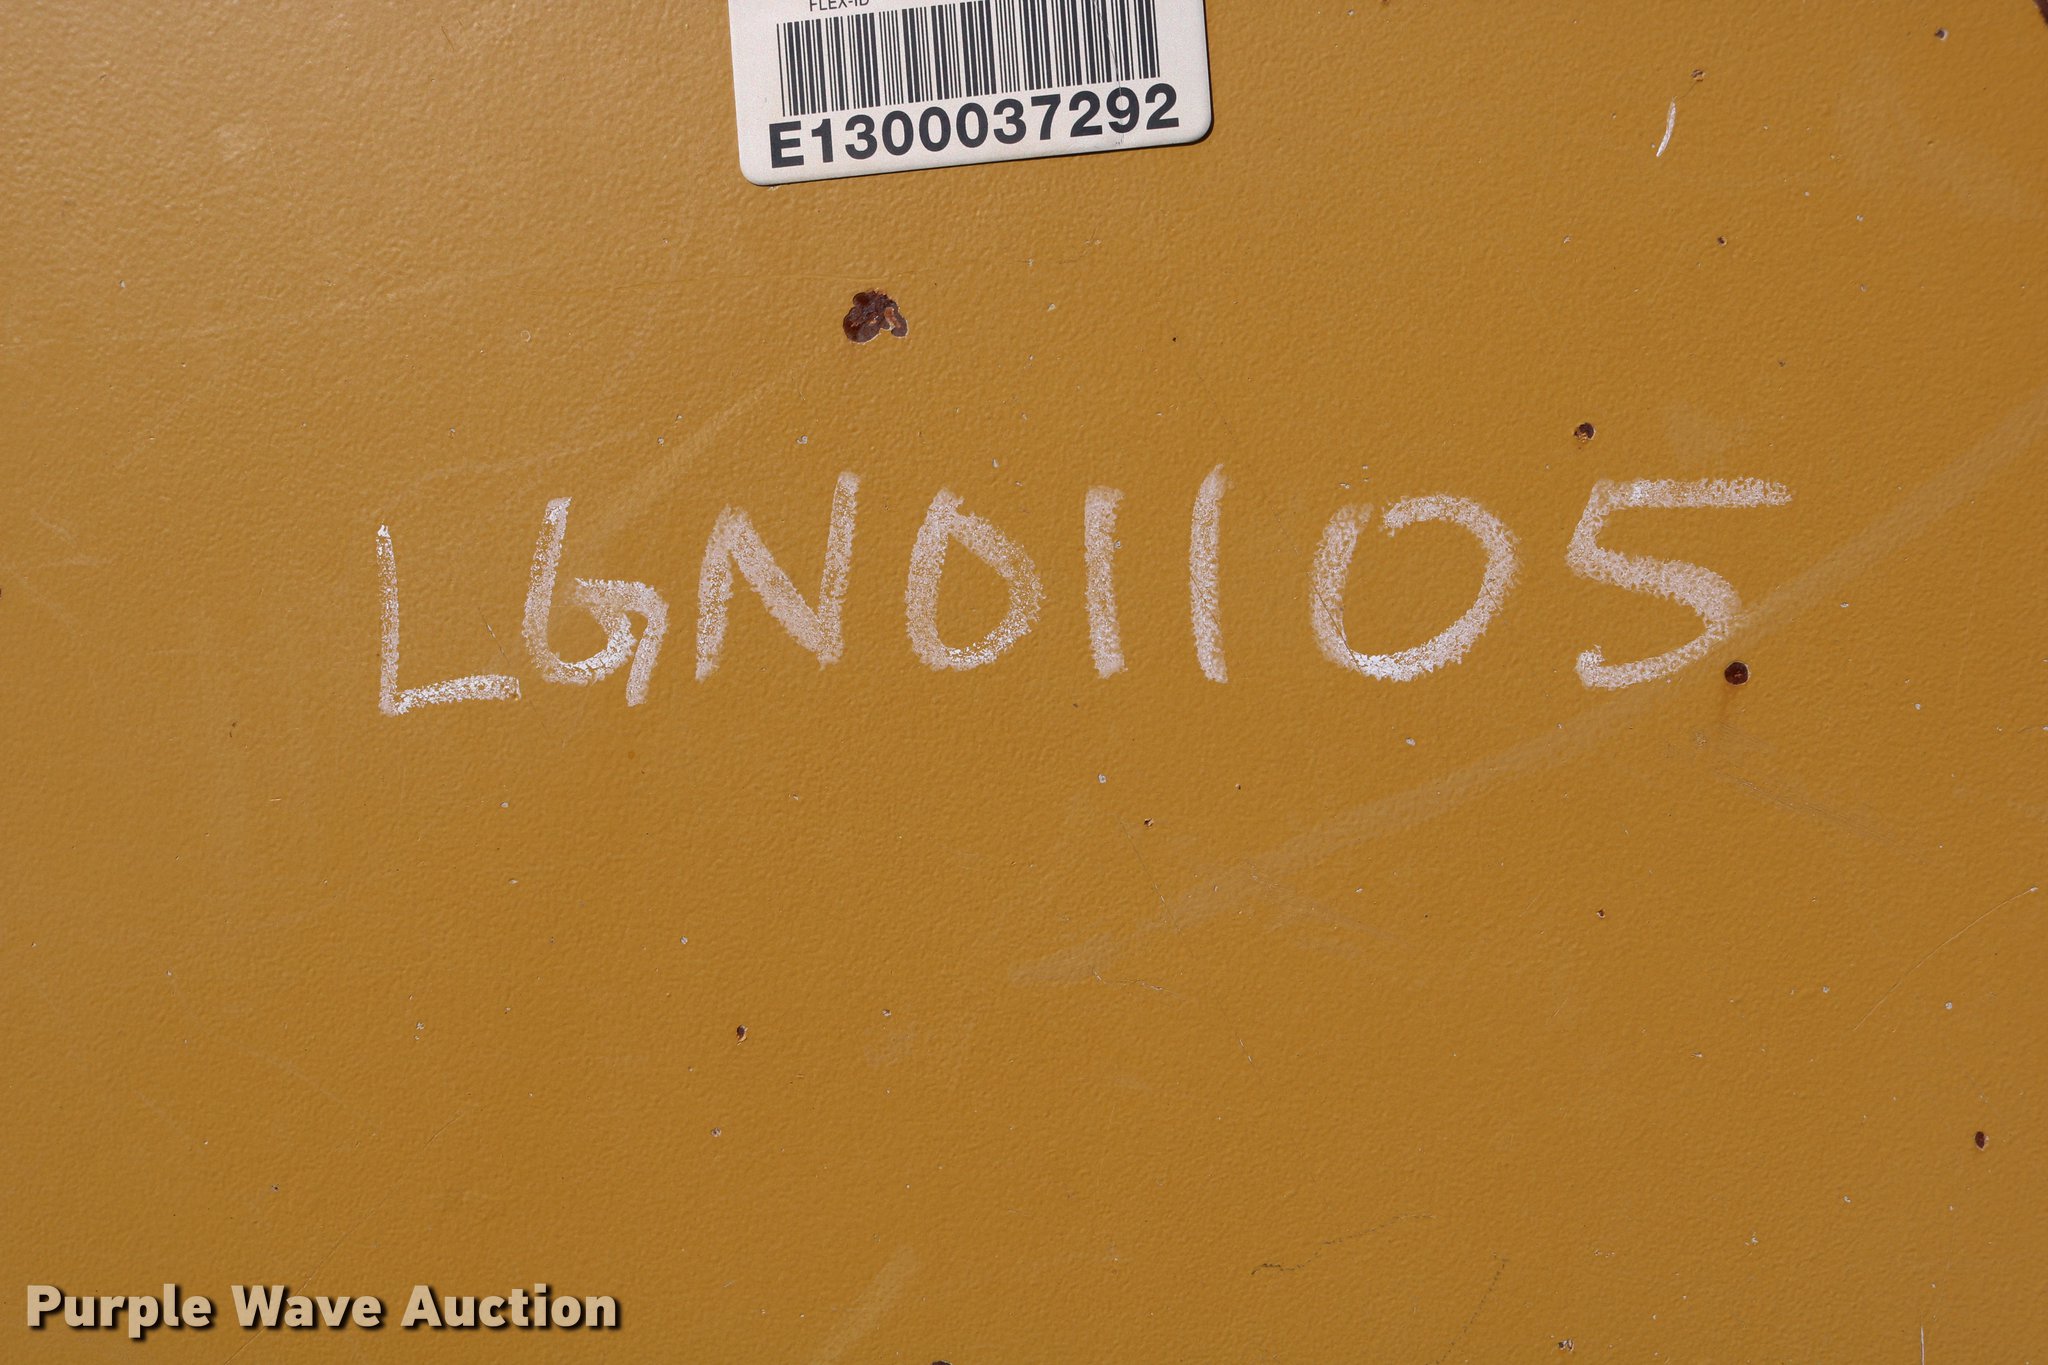 FLEX-ID
E1300037292
LGN01105
Purple Wave Auction